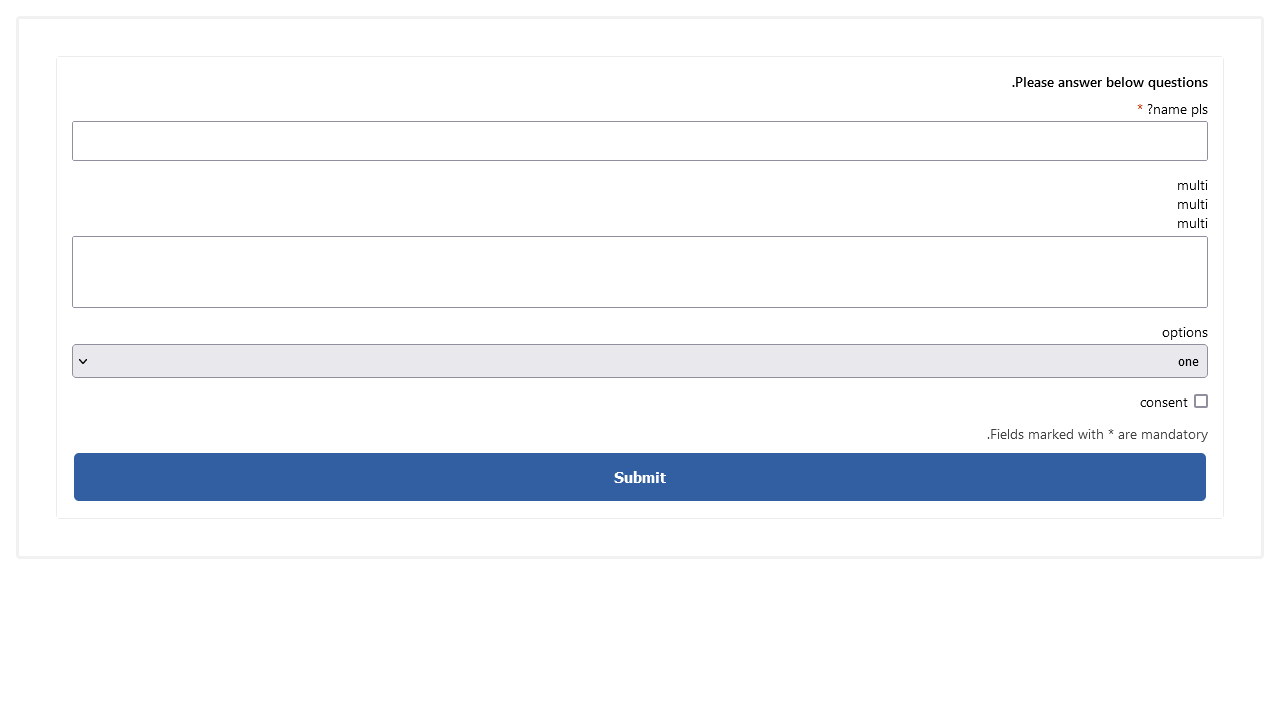 .Please answer below questions
* ?name pls
multi
multi
multi
options
one
consent
.Fields marked with * are mandatory
Submit